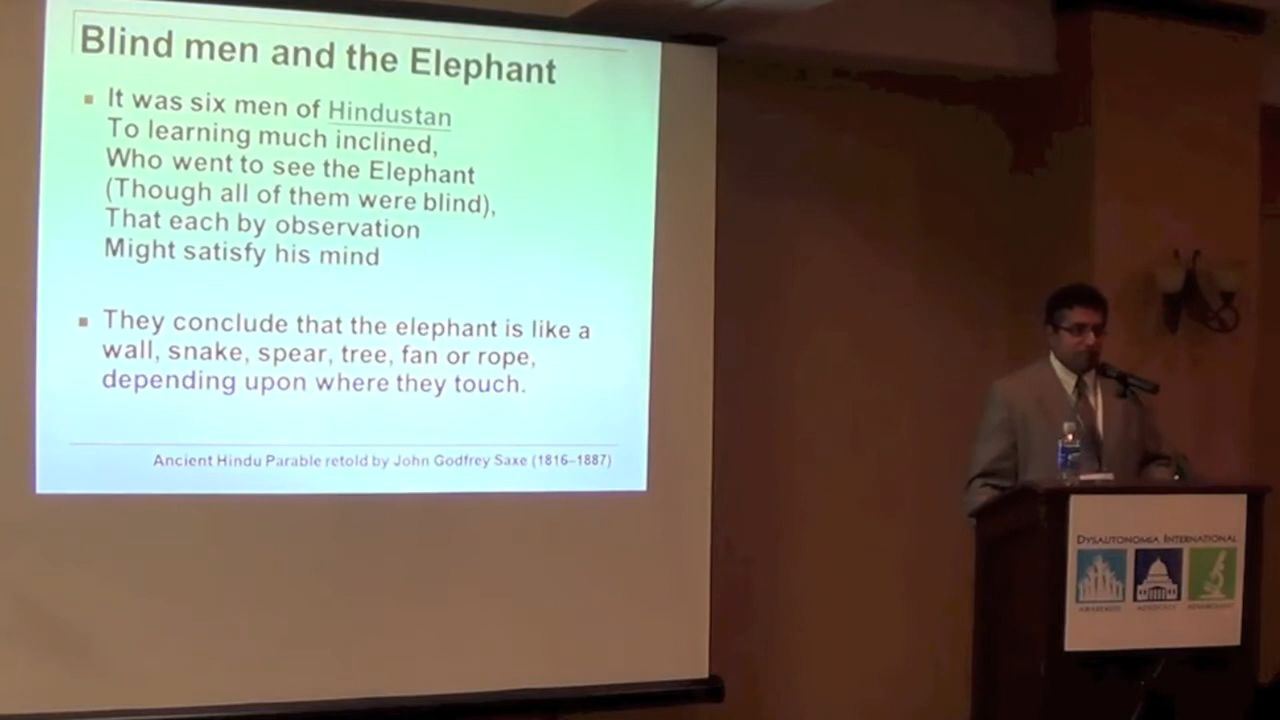 Blind men and the Elephant
It was six men of Hindustan
To learning much inclined,
Who went to see the Elephant
(Though all of them were blind),
That each by observation
Might satisfy his mind
They conclude that the elephant is like a
wall, snake, spear, tree, fan or rope,
depending upon where they touch.
Ancient Hindu Parable retold by John Godfrey Saxe (1816–1887)
DYSAUTONOMIA INTERNATIONAL
AWARENESS ADVOCACY ADVANCEMENT